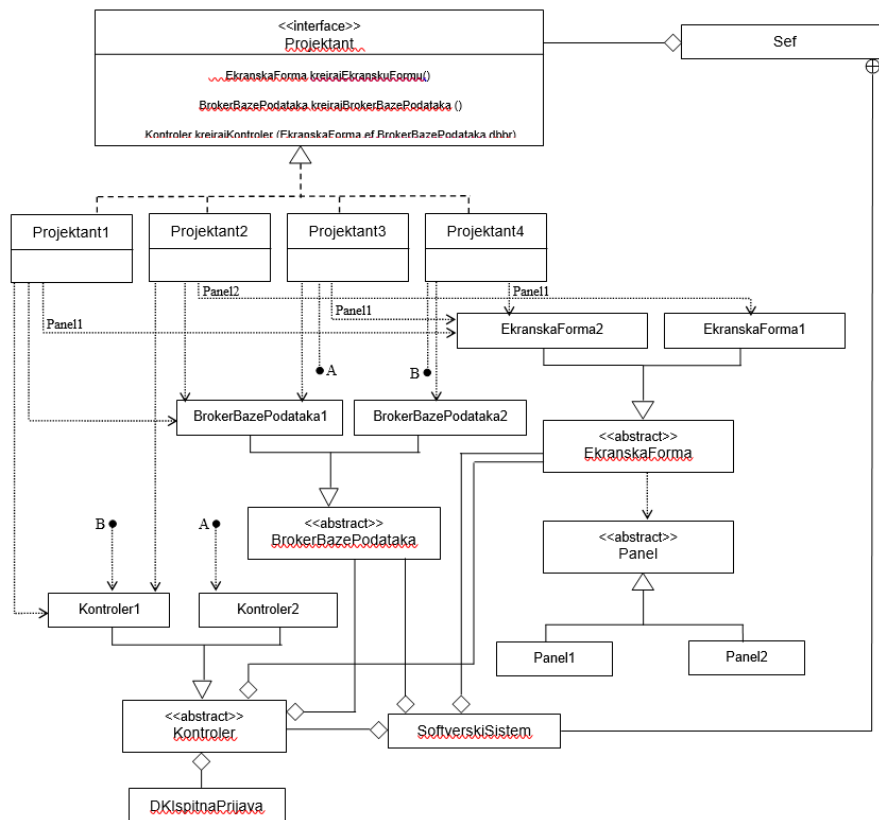 <<interface>>
Projektant
Sef
EkranskaForma kreirajEkranskuFormu()
BrokerBazePodataka kreirajBrokerBazePodataka ()
Kontroler kreirajKontroler (EkranskaForma ef,BrokerBazePodataka dbbr)
Projektant1
Projektant2
Projektant3
Projektant4
Panel2
Panel1
Panel1
Panel1
EkranskaForma2
EkranskaForma1
A
B
BrokerBazePodataka1
BrokerBazePodataka2
<<abstract>>
EkranskaForma
<<abstract>>
BrokerBazePodataka
<<abstract>>
Panel
B
A
Kontroler1
Kontroler2
Panel1
Panel2
<<abstract>>
Kontroler
SoftverskiSistem
DKIspitnaPrijava